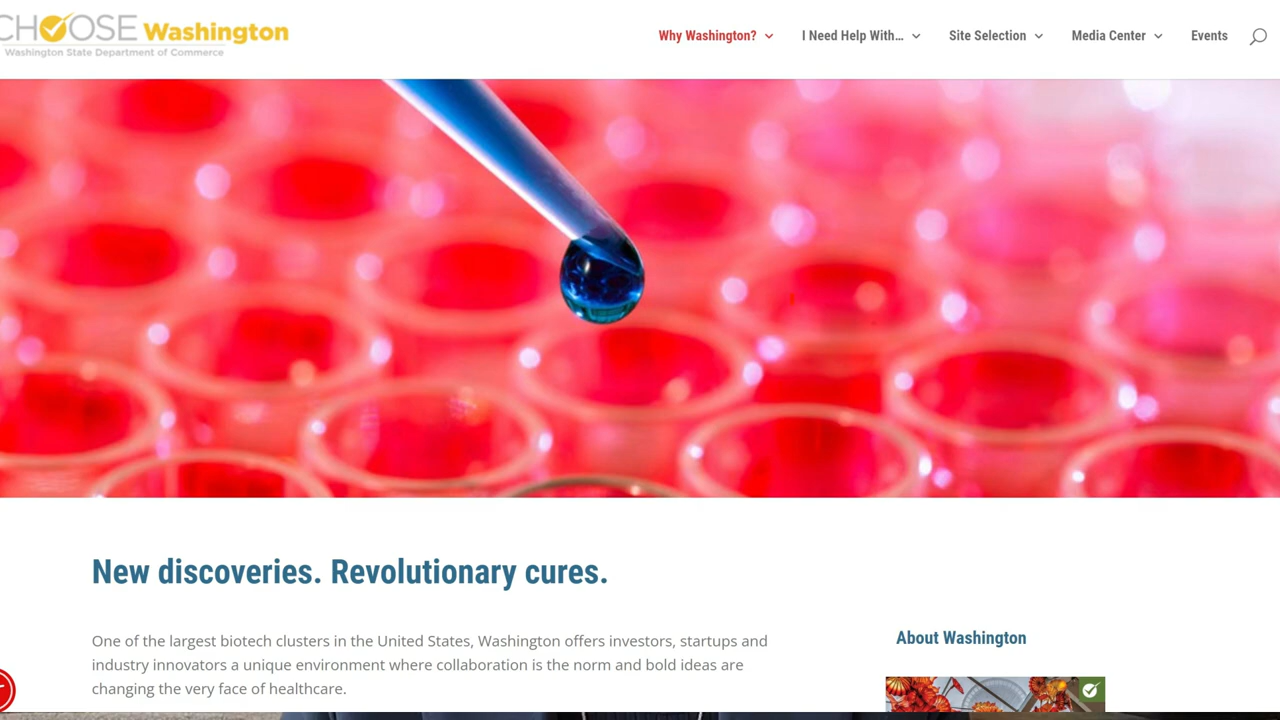 CHOOSE Washington
Washington State Department of Commerce
Why Washington?
I Need Help With...
Site Selection
Media Center
Events
New discoveries. Revolutionary cures.
One of the largest biotech clusters in the United States, Washington offers investors, startups and
industry innovators a unique environment where collaboration is the norm and bold ideas are
changing the very face of healthcare.
About Washington